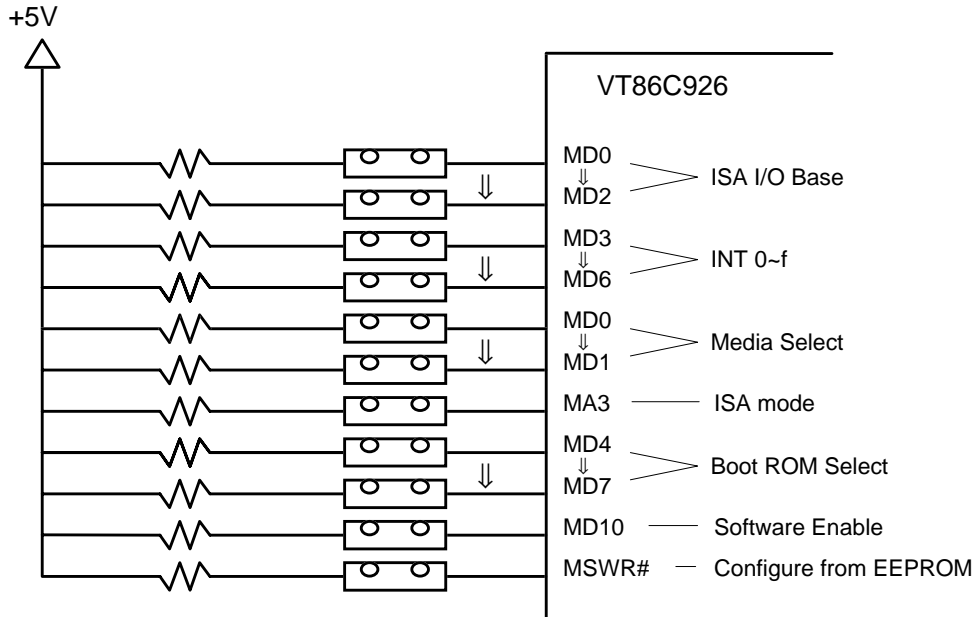 +5V
VT86C926
MD0
⇓
MD2
ISA I/O Base
⇓
MD3
⇓
MD6
INT 0~f
⇓
MD0
⇓
MD1
Media Select
⇓
MA3
ISA mode
MD4
⇓
MD7
Boot ROM Select
⇓
MD10
Software Enable
MSWR#
Configure from EEPROM